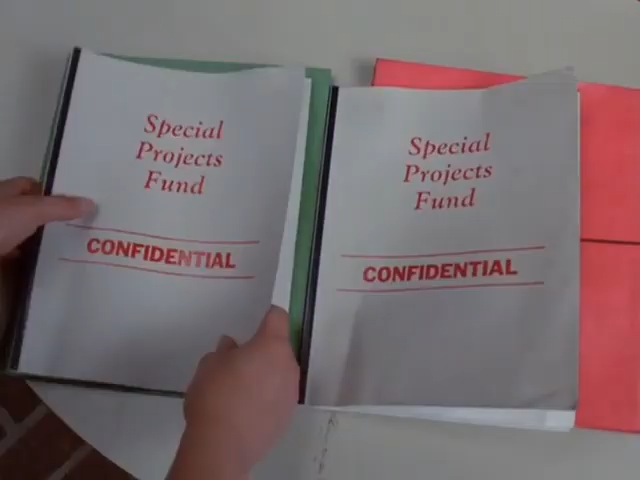 Special
Projects
Fund
CONFIDENTIAL
Special
Projects
Fund
CONFIDENTIAL